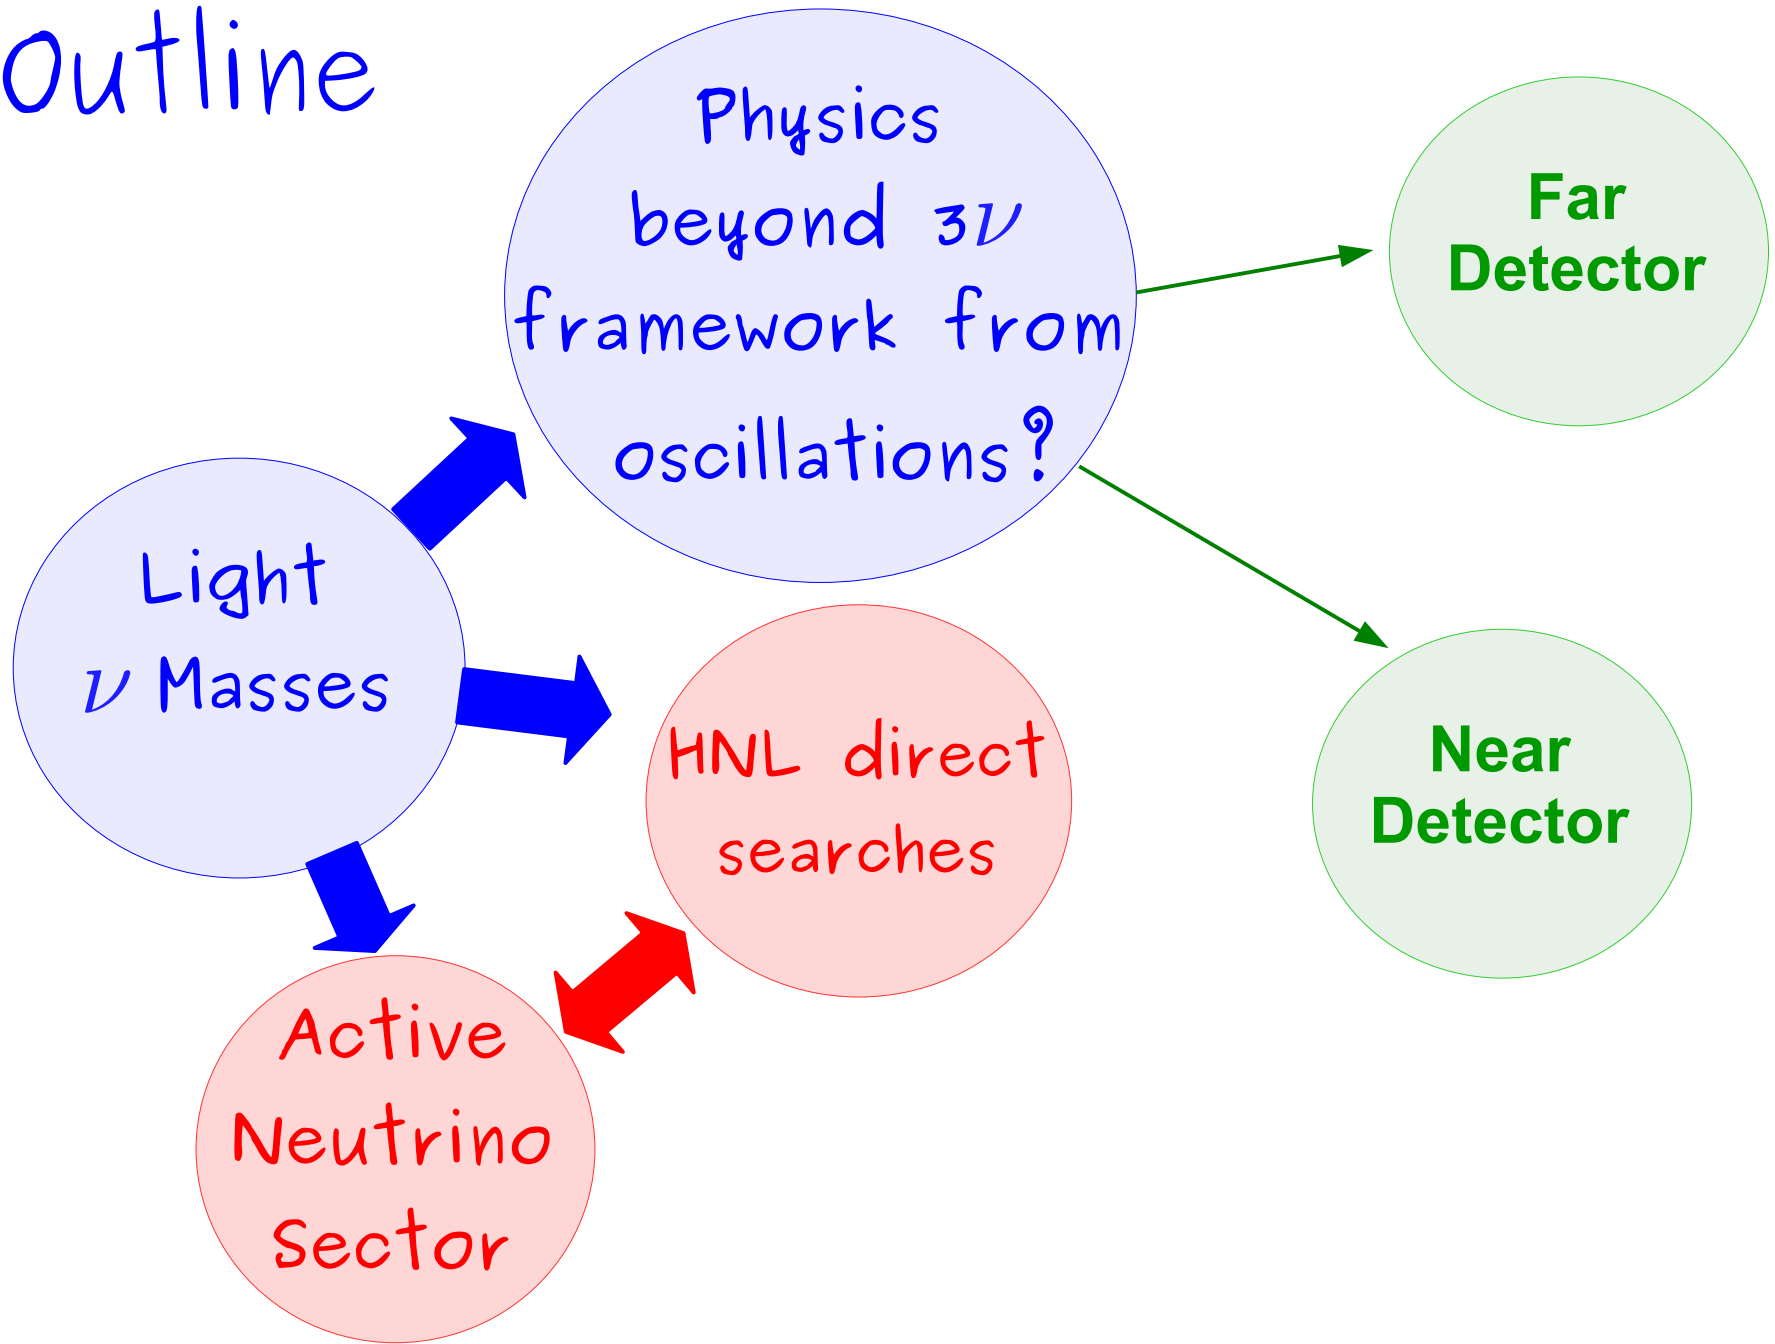 Outline
Physics
beyond 3ν
framework from
oscillations?
Far
Detector
Light
ν Masses
HNL direct
searches
Near
Detector
Active
Neutrino
Sector